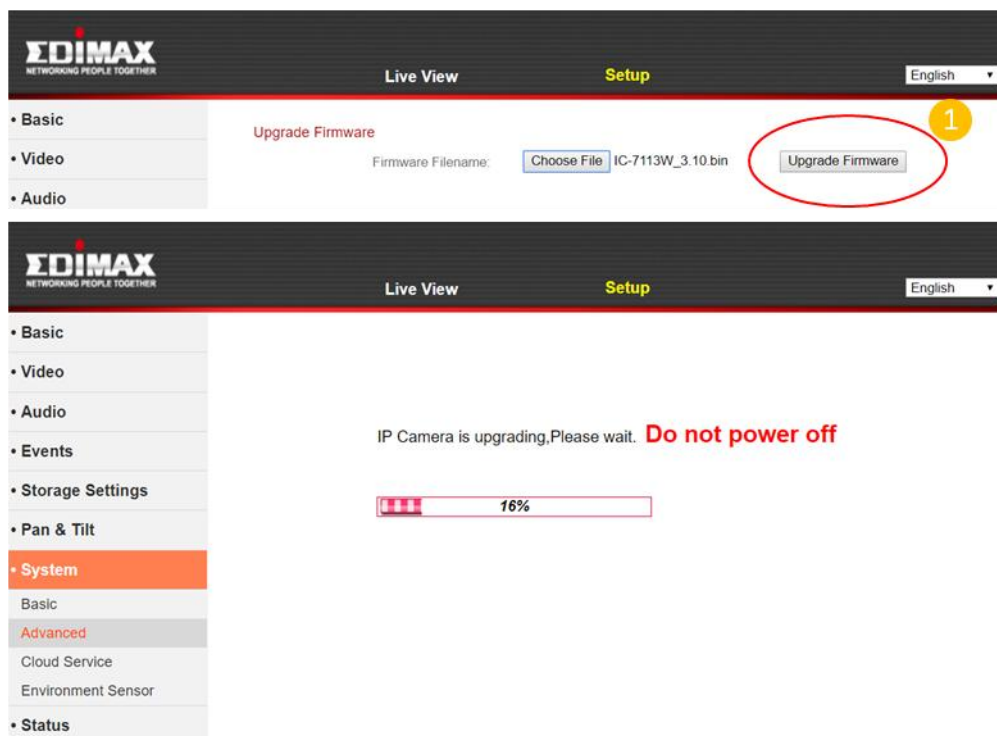 EDIMAX
NETWORKING PEOPLE TOGETHER
Live View Setup English
• Basic
• Video
• Audio
Upgrade Firmware
Firmware Filename: Choose File IC-7113W_3.10.bin Upgrade Firmware
1
EDIMAX
NETWORKING PEOPLE TOGETHER
Live View Setup English
• Basic
• Video
• Audio
• Events
• Storage Settings
• Pan & Tilt
• System
Basic
Advanced
Cloud Service
Environment Sensor
• Status
IP Camera is upgrading,Please wait. Do not power off
16%